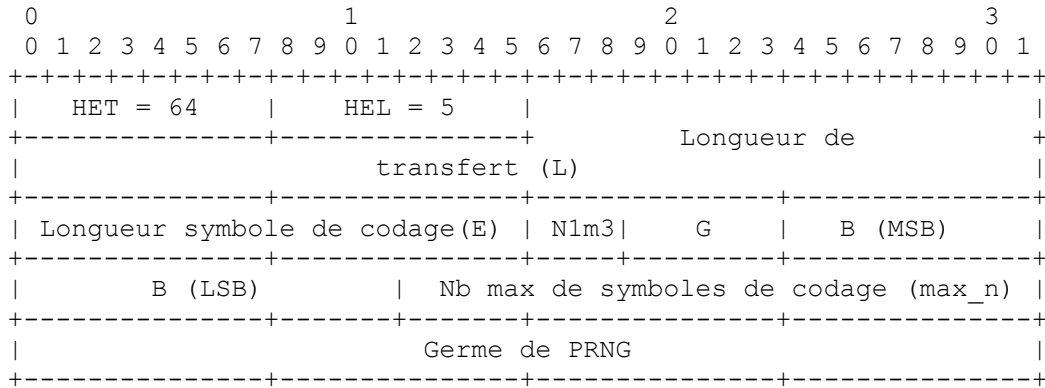 0                   1                   2                   3
0 1 2 3 4 5 6 7 8 9 0 1 2 3 4 5 6 7 8 9 0 1 2 3 4 5 6 7 8 9 0 1
+-+-+-+-+-+-+-+-+-+-+-+-+-+-+-+-+-+-+-+-+-+-+-+-+-+-+-+-+-+-+-+-+
|   HET = 64    |    HEL = 5    |                               |
+---------------+---------------+         Longueur de           +
|                      transfert (L)                            |
+---------------+---------------+---------------+---------------+
| Longueur symbole de codage(E) | N1m3|    G    |   B (MSB)     |
+---------------+---------------+-----+---------+---------------+
|        B (LSB)        | Nb max de symboles de codage (max_n) |
+---------------+-------+-------+---------------+---------------+
|                         Germe de PRNG                         |
+---------------+---------------+---------------+---------------+